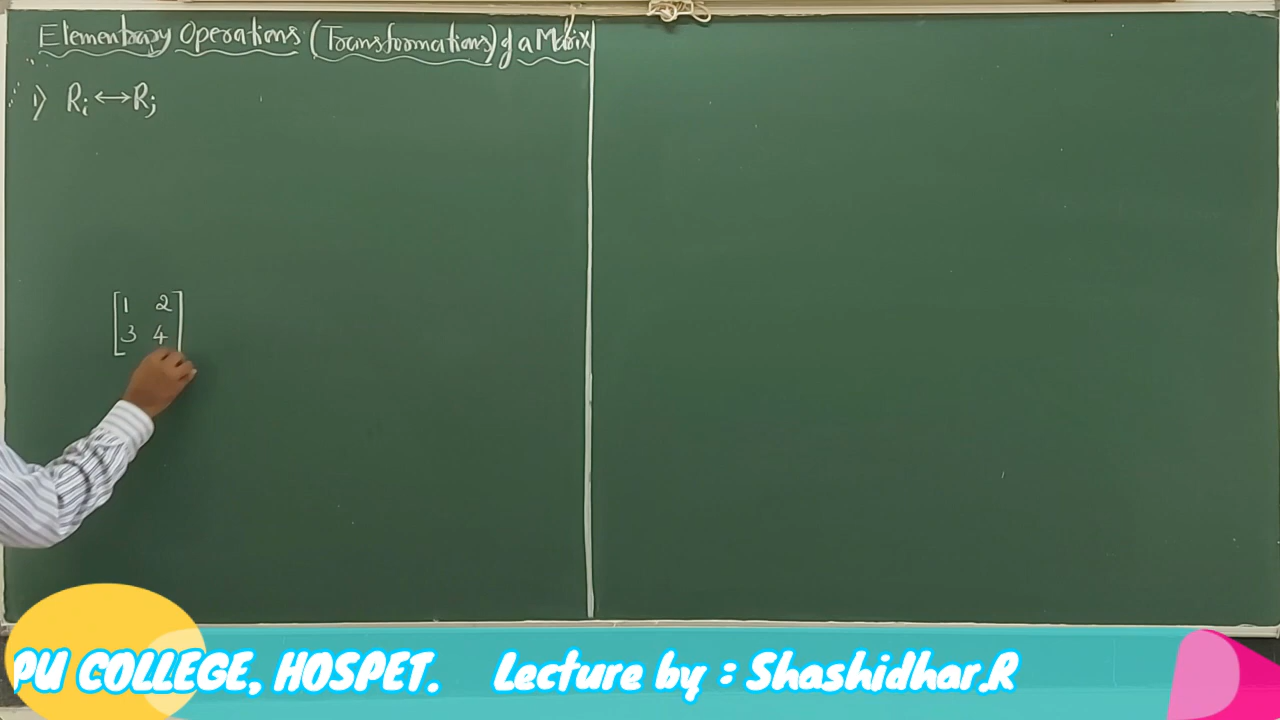 Elementary Operations (Transformations) of a Matrix
1) Ri ↔ Rj
1 2
3 4
PU COLLEGE, HOSPET. Lecture by : Shashidhar.R